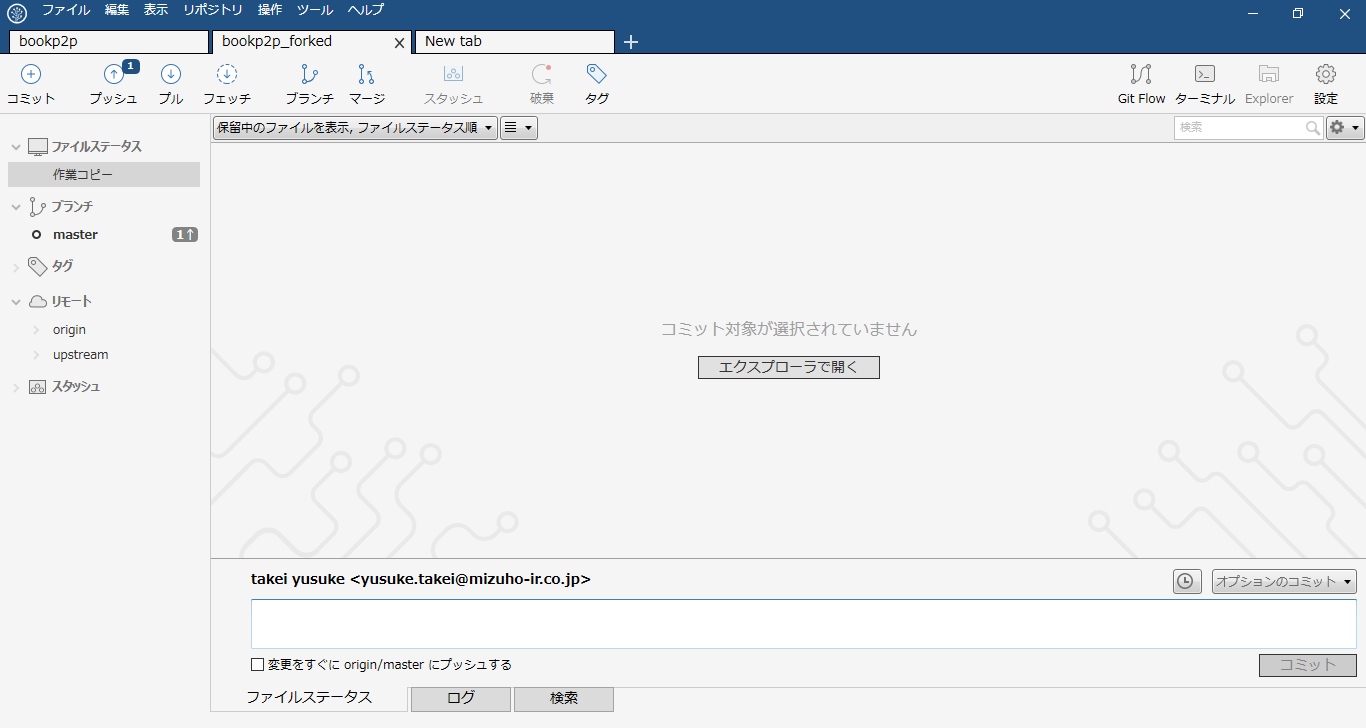 ファイル 編集 表示 リポジトリ 操作 ツール ヘルプ
bookp2p bookp2p_forked New tab
1
コミット プッシュ プル フェッチ ブランチ マージ スタッシュ 破棄 タグ Git Flow ターミナル Explorer 設定
保留中のファイルを表示, ファイルステータス順 検索
ファイルステータス
作業コピー
ブランチ
master 1↑
タグ
リモート
origin
upstream
スタッシュ
コミット対象が選択されていません
エクスプローラで開く
takei yusuke <yusuke.takei@mizuho-ir.co.jp>
オプションのコミット
変更をすぐに origin/master にプッシュする
コミット
ファイルステータス ログ 検索